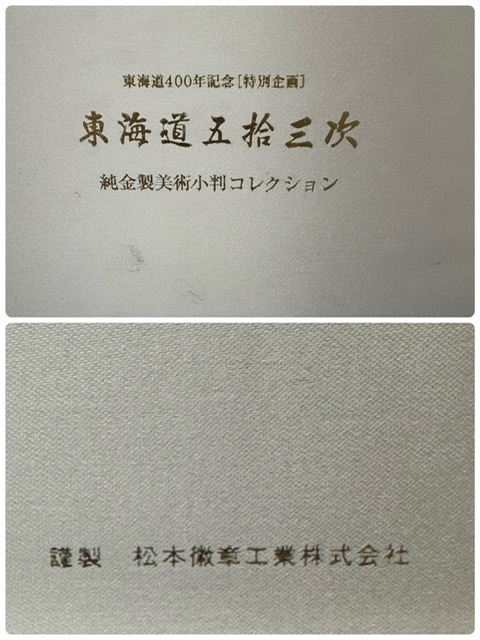 東海道400年記念[特別企画]
東海道五拾三次
純金製美術小判コレクション
謹製 松本徽章工業株式会社